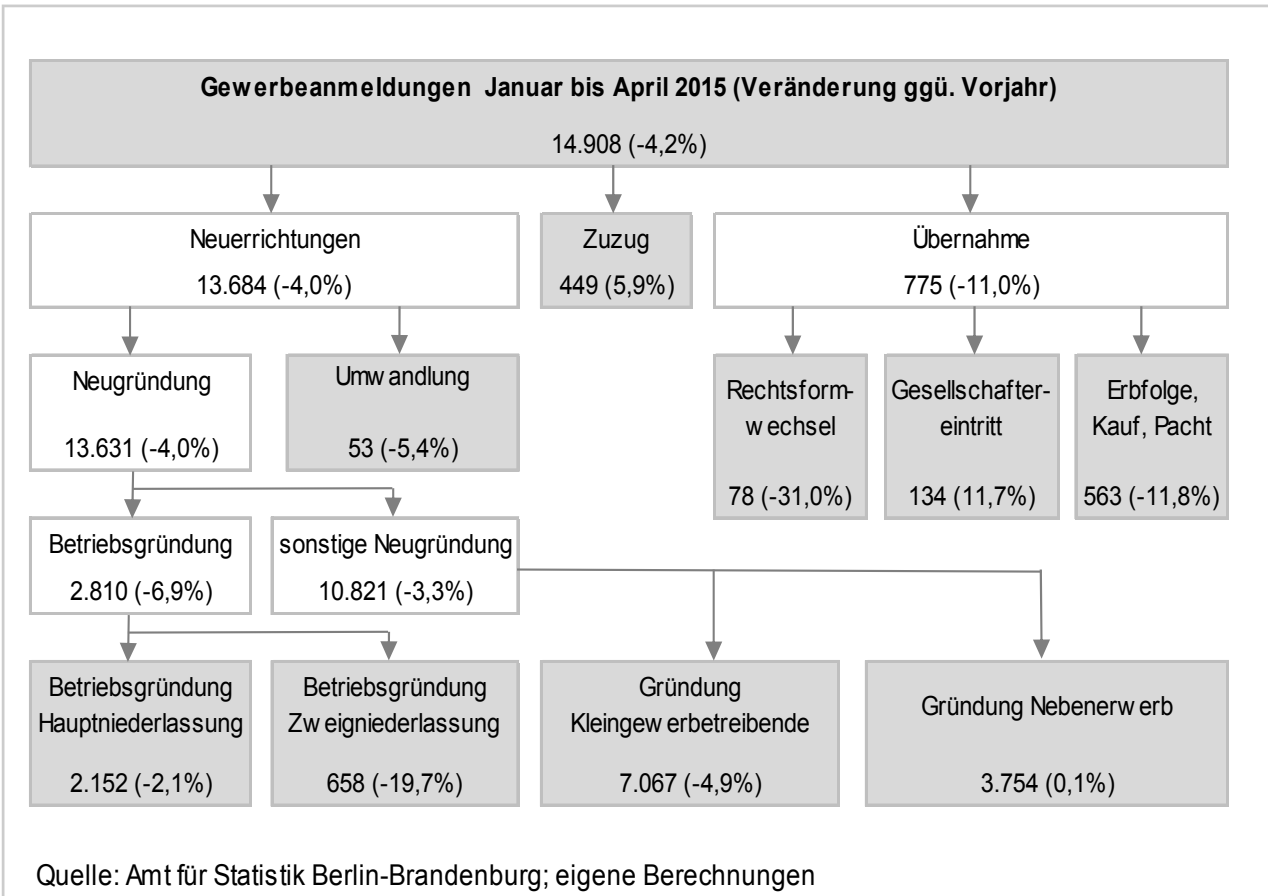 Gewerbeanmeldungen Januar bis April 2015 (Veränderung ggü. Vorjahr)
14.908 (-4,2%)
Neuerrichtungen
13.684 (-4,0%)
Zuzug
449 (5,9%)
Übernahme
775 (-11,0%)
Neugründung
13.631 (-4,0%)
Umwandlung
53 (-5,4%)
Rechtsform-
wechsel
78 (-31,0%)
Gesellschafter-
eintritt
134 (11,7%)
Erbfolge,
Kauf, Pacht
563 (-11,8%)
Betriebsgründung
2.810 (-6,9%)
sonstige Neugründung
10.821 (-3,3%)
Betriebsgründung
Hauptniederlassung
2.152 (-2,1%)
Betriebsgründung
Zweigniederlassung
658 (-19,7%)
Gründung
Kleingewerbetreibende
7.067 (-4,9%)
Gründung Nebenerwerb
3.754 (0,1%)
Quelle: Amt für Statistik Berlin-Brandenburg; eigene Berechnungen